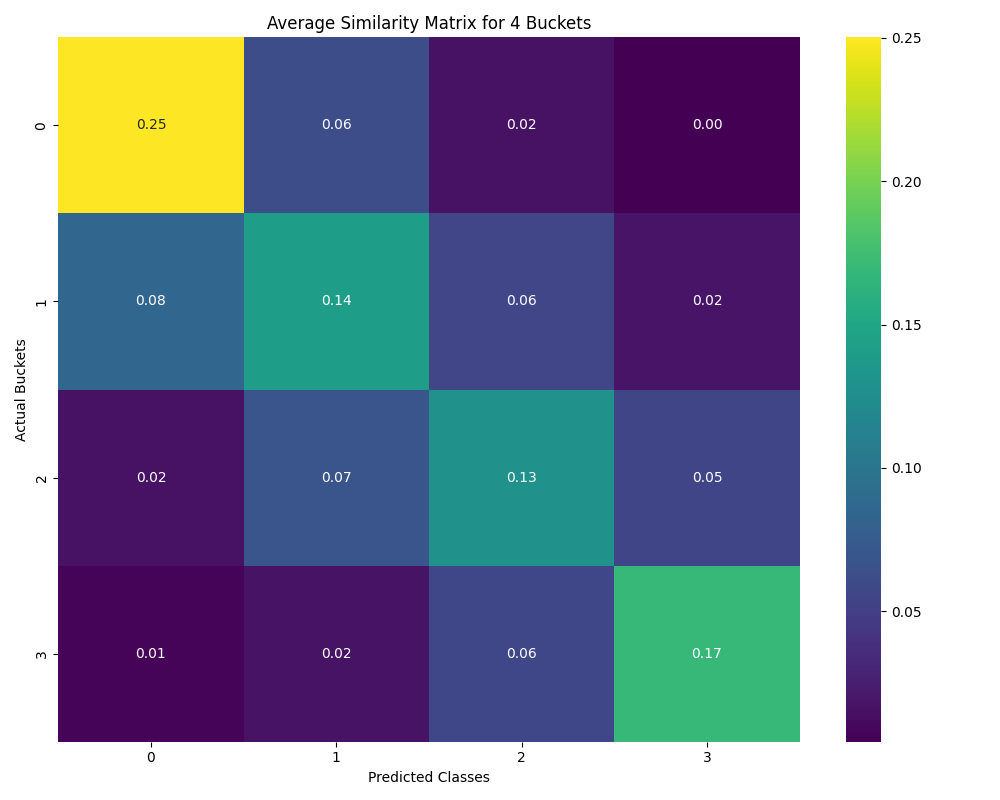 Average Similarity Matrix for 4 Buckets
0 0.25 0.06 0.02 0.00
1 0.08 0.14 0.06 0.02
2 0.02 0.07 0.13 0.05
3 0.01 0.02 0.06 0.17
0 1 2 3
Predicted Classes
Actual Buckets
0.25
0.20
0.15
0.10
0.05